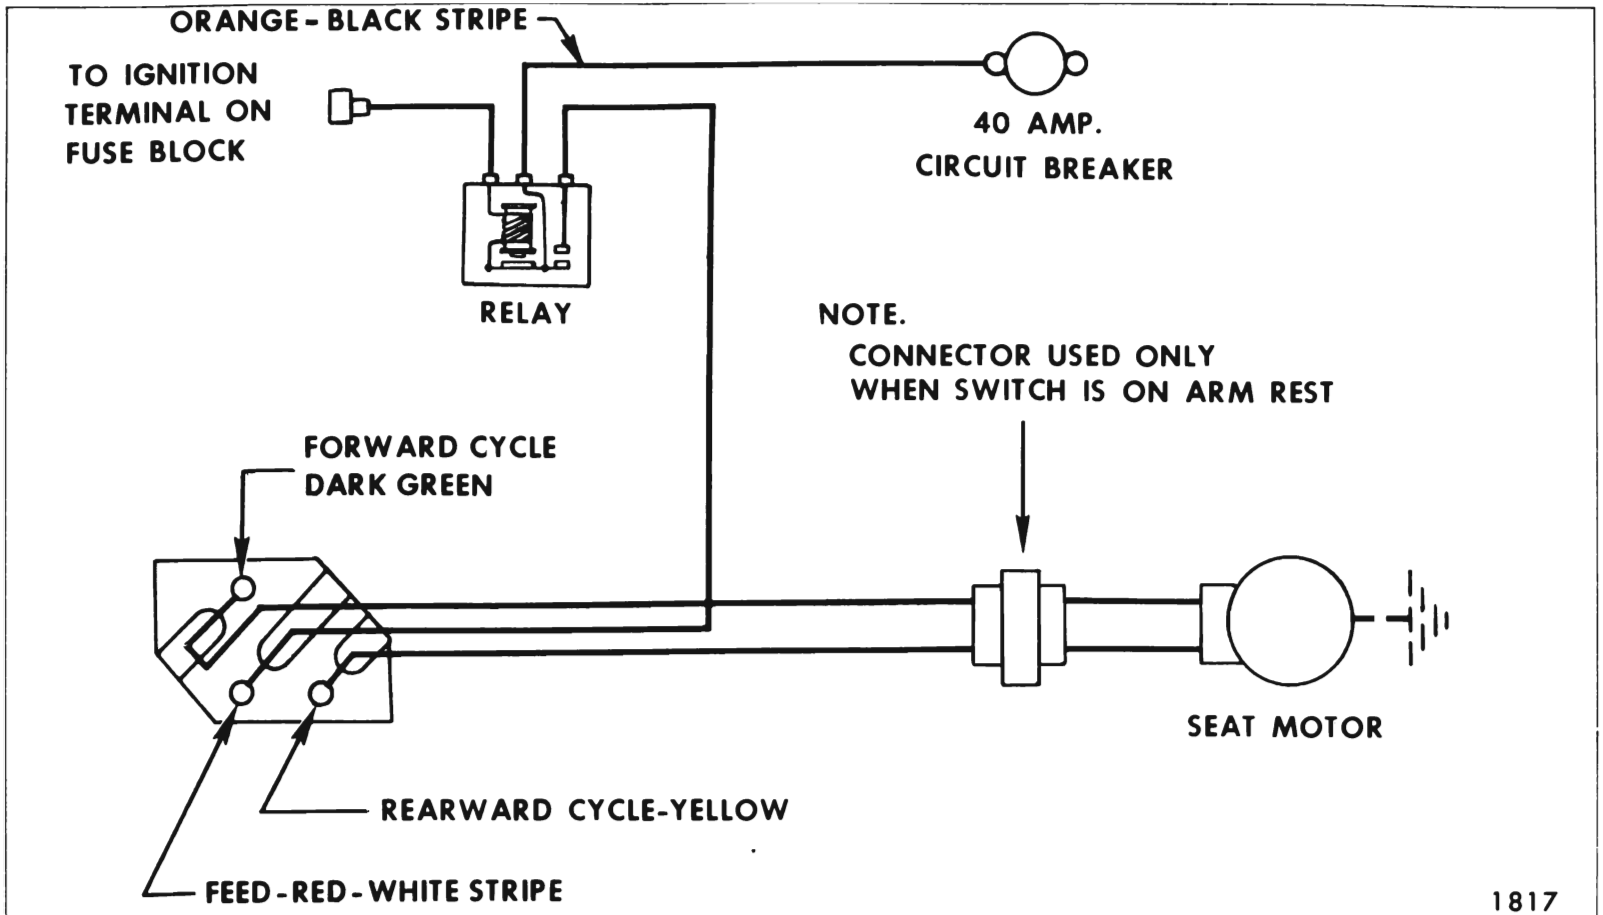 ORANGE-BLACK STRIPE
TO IGNITION
TERMINAL ON
FUSE BLOCK
40 AMP.
CIRCUIT BREAKER
RELAY
NOTE.
CONNECTOR USED ONLY
WHEN SWITCH IS ON ARM REST
FORWARD CYCLE
DARK GREEN
SEAT MOTOR
REARWARD CYCLE-YELLOW
FEED-RED-WHITE STRIPE
1817